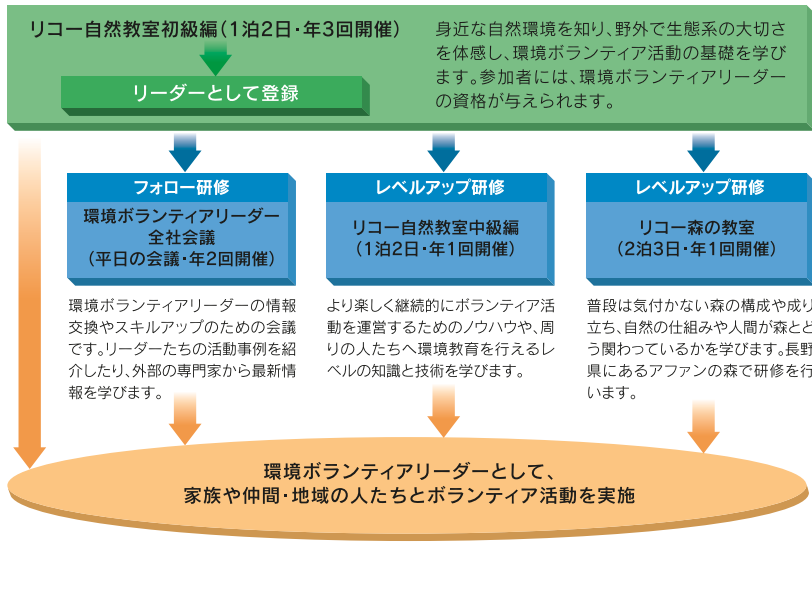 リコー自然教室初級編（1泊2日・年3回開催）
リーダーとして登録
身近な自然環境を知り、野外で生態系の大切さ
を体感し、環境ボランティア活動の基礎を学び
ます。参加者には、環境ボランティアリーダー
の資格が与えられます。
フォロー研修
環境ボランティアリーダー
全社会議
（平日の会議・年2回開催）
環境ボランティアリーダーの情報
交換やスキルアップのための会議
です。リーダーたちの活動事例を紹
介したり、外部の専門家から最新情
報を学びます。
レベルアップ研修
リコー自然教室中級編
（1泊2日・年1回開催）
より楽しく継続的にボランティア活
動を運営するためのノウハウや、周
りの人たちへ環境教育を行えるレ
ベルの知識と技術を学びます。
レベルアップ研修
リコー森の教室
（2泊3日・年1回開催）
普段は気付かない森の構成や成り
立ち、自然の仕組みや人間が森とど
う関わっているかを学びます。長野
県にあるアファンの森で研修を行
います。
環境ボランティアリーダーとして、
家族や仲間・地域の人たちとボランティア活動を実施